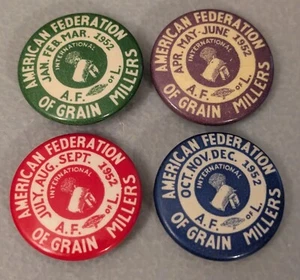 AMERICAN FEDERATION
JAN. FEB. MAR. 1952
INTERNATIONAL
A.F. OF L.
OF GRAIN MILLERS
AMERICAN FEDERATION
APR. MAY-JUNE 1952
INTERNATIONAL
A.F. OF L.
OF GRAIN MILLERS
AMERICAN FEDERATION
JULY, AUG. SEPT. 1952
INTERNATIONAL
A.F. OF L.
OF GRAIN MILLERS
AMERICAN FEDERATION
OCT. NOV. DEC. 1952
INTERNATIONAL
A.F. OF L.
OF GRAIN MILLERS